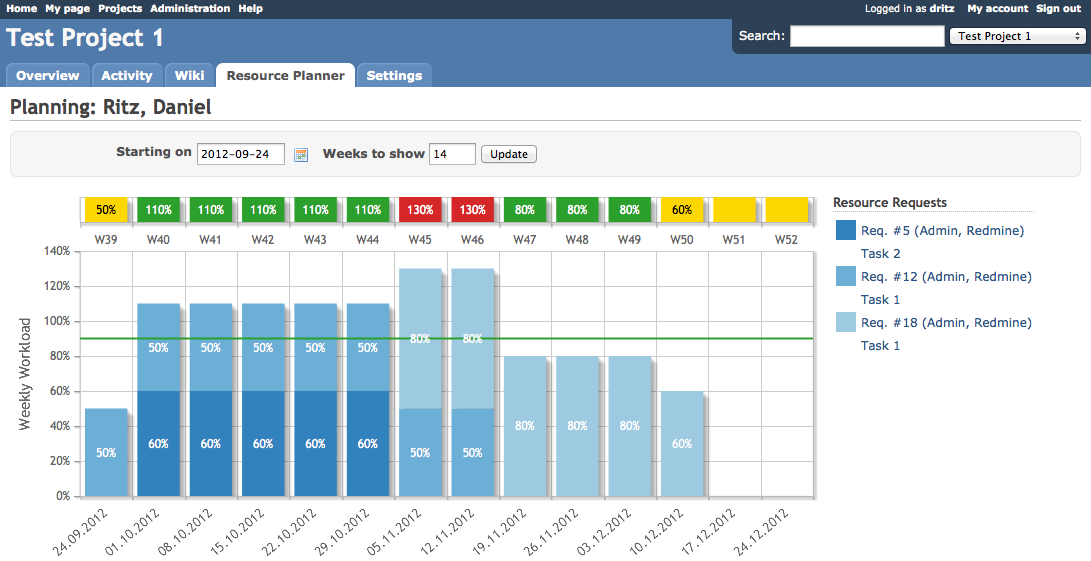 Home My page Projects Administration Help Logged in as dritz My account Sign out
Test Project 1
Search: Test Project 1
Overview Activity Wiki Resource Planner Settings
Planning: Ritz, Daniel
Starting on 2012-09-24 Weeks to show 14 Update
50% 110% 110% 110% 110% 110% 130% 130% 80% 80% 80% 60%
W39 W40 W41 W42 W43 W44 W45 W46 W47 W48 W49 W50 W51 W52
Resource Requests
Req. #5 (Admin, Redmine)
Task 2
Req. #12 (Admin, Redmine)
Task 1
Req. #18 (Admin, Redmine)
Task 1
Weekly Workload
140%
120%
100%
80%
60%
40%
20%
0%
80% 80%
50% 50% 50% 50% 50%
80% 80% 80%
60% 60% 60% 60% 60% 60%
50% 50% 50%
24.09.2012 01.10.2012 08.10.2012 15.10.2012 22.10.2012 29.10.2012 05.11.2012 12.11.2012 19.11.2012 26.11.2012 03.12.2012 10.12.2012 17.12.2012 24.12.2012